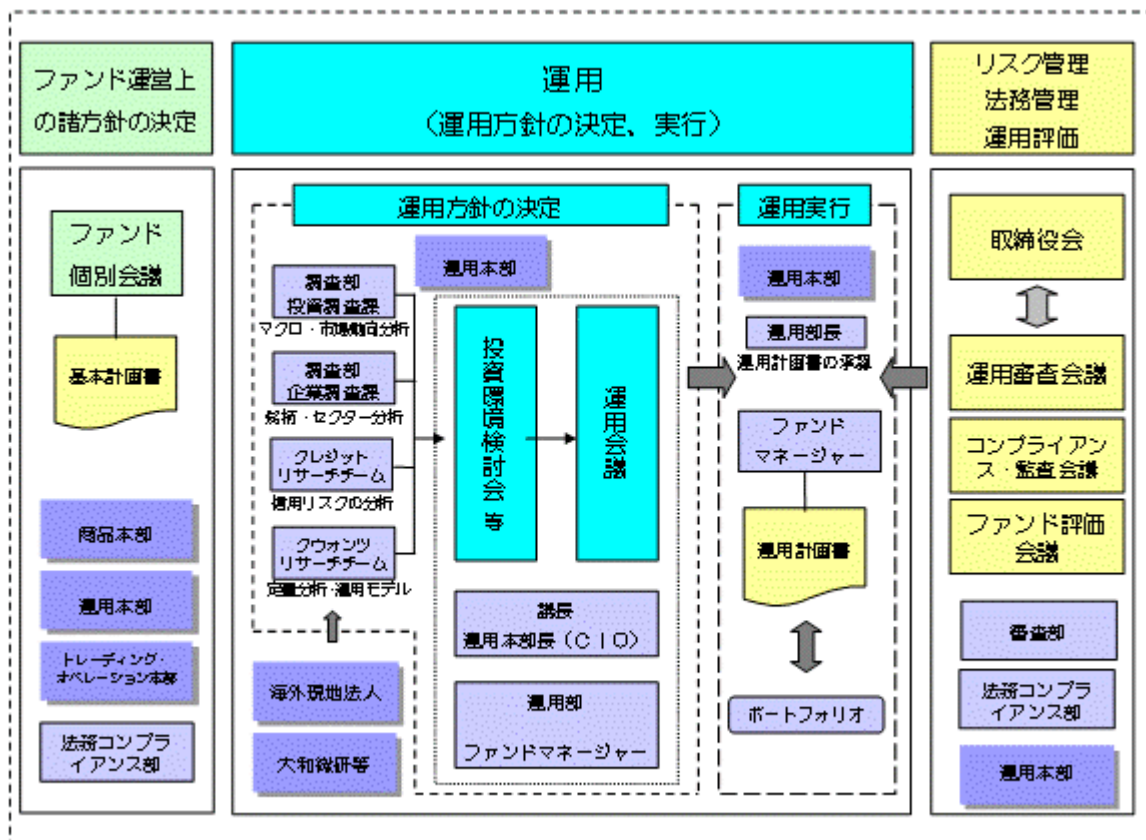 ファンド運営上
の諸方針の決定
運用
（運用方針の決定、実行）
リスク管理
法務管理
運用評価
ファンド
個別会議
基本計画書
商品本部
運用本部
トレーディング・
オペレーション本部
法務コンプラ
イアンス部
運用方針の決定
運用本部
調査部
投資調査課
マクロ・市場動向分析
調査部
企業調査課
銘柄・セクター分析
クレジット
リサーチチーム
信用リスクの分析
クウォンツ
リサーチチーム
定量分析・運用モデル
海外現地法人
大和総研等
投資環境検討会 等
運用会議
議長
運用本部長（ＣＩＯ）
運用部
ファンドマネージャー
運用実行
運用本部
運用部長
運用計画書の承認
ファンド
マネージャー
運用計画書
ポートフォリオ
取締役会
運用審査会議
コンプライアン
ス・監査会議
ファンド評価
会議
審査部
法務コンプラ
イアンス部
運用本部